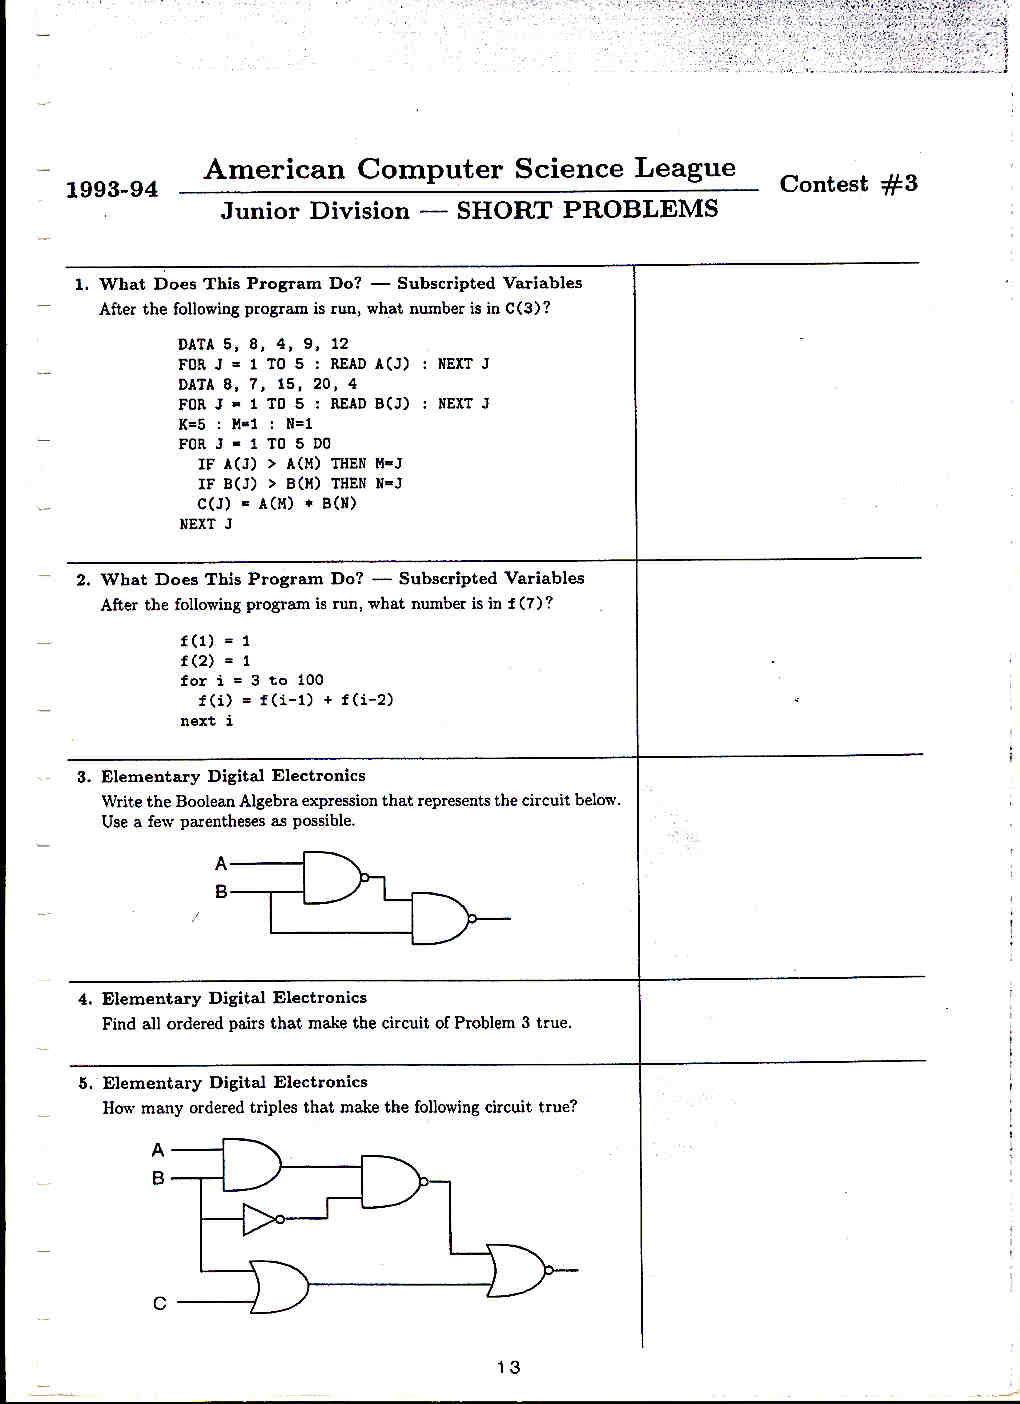 American Computer Science League
1993-94
Contest #3
Junior Division — SHORT PROBLEMS
1. What Does This Program Do? — Subscripted Variables
After the following program is run, what number is in C(3)?
DATA 5, 8, 4, 9, 12
FOR J = 1 TO 5 : READ A(J) : NEXT J
DATA 8, 7, 15, 20, 4
FOR J = 1 TO 5 : READ B(J) : NEXT J
K=5 : M=1 : N=1
FOR J = 1 TO 5 DO
IF A(J) > A(M) THEN M=J
IF B(J) > B(M) THEN N=J
C(J) = A(M) * B(N)
NEXT J
2. What Does This Program Do? — Subscripted Variables
After the following program is run, what number is in f(7)?
f(1) = 1
f(2) = 1
for i = 3 to 100
f(i) = f(i-1) + f(i-2)
next i
3. Elementary Digital Electronics
Write the Boolean Algebra expression that represents the circuit below.
Use a few parentheses as possible.
A
B
4. Elementary Digital Electronics
Find all ordered pairs that make the circuit of Problem 3 true.
5. Elementary Digital Electronics
How many ordered triples that make the following circuit true?
A
B
C
13